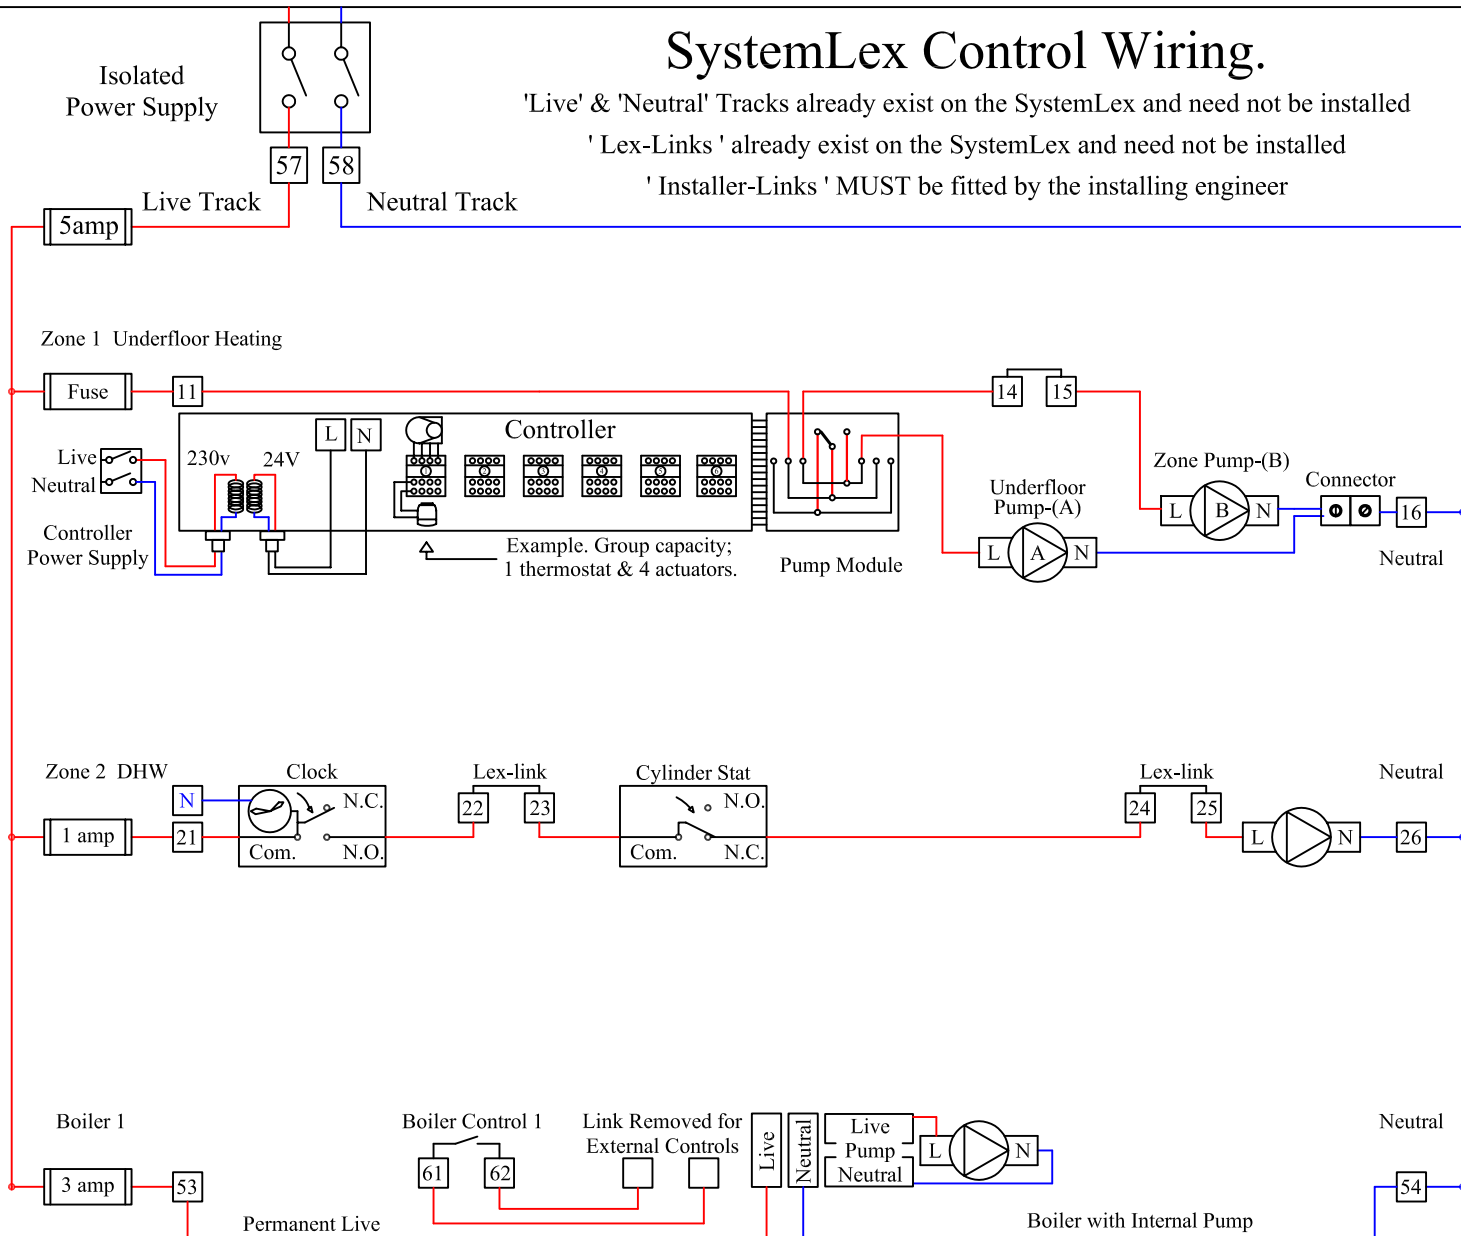 SystemLex Control Wiring.
'Live' & 'Neutral' Tracks already exist on the SystemLex and need not be installed
' Lex-Links ' already exist on the SystemLex and need not be installed
' Installer-Links ' MUST be fitted by the installing engineer
Isolated
Power Supply
57
58
Live Track
Neutral Track
5amp
Zone 1 Underfloor Heating
Fuse
11
14
15
Controller
L
N
230v
24V
Live
Neutral
Controller
Power Supply
1
2
3
4
5
6
Example. Group capacity;
1 thermostat & 4 actuators.
Pump Module
Underfloor
Pump-(A)
L
A
N
Zone Pump-(B)
L
B
N
Connector
16
Neutral
Zone 2 DHW
N
1 amp
21
Clock
N.C.
Com.
N.O.
Lex-link
22
23
Cylinder Stat
N.O.
Com.
N.C.
Lex-link
24
25
L
N
Neutral
26
Boiler 1
3 amp
53
Permanent Live
Boiler Control 1
61
62
Link Removed for
External Controls
Live
Neutral
Live
Pump
Neutral
L
N
Boiler with Internal Pump
Neutral
54